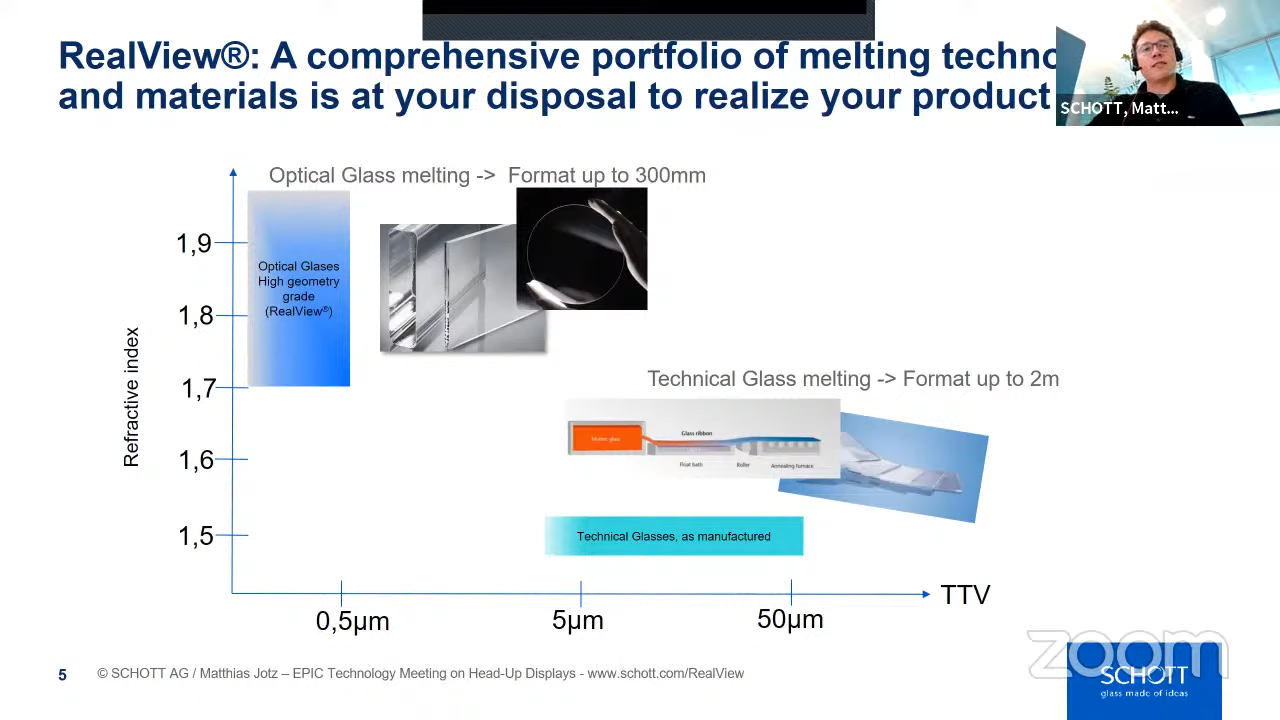 RealView®: A comprehensive portfolio of melting techno
and materials is at your disposal to realize your product
SCHOTT, Matt...
Optical Glass melting -> Format up to 300mm
1,9
Optical Glases
High geometry
grade
(RealView®)
1,8
Refractive index
1,7
Technical Glass melting -> Format up to 2m
Molten glass
Glass ribbon
Float bath
Roller
Annealing furnace
1,6
1,5
Technical Glasses, as manufactured
TTV
0,5µm
5µm
50µm
5
© SCHOTT AG / Matthias Jotz – EPIC Technology Meeting on Head-Up Displays - www.schott.com/RealView
zoom
SCHOTT
glass made of ideas